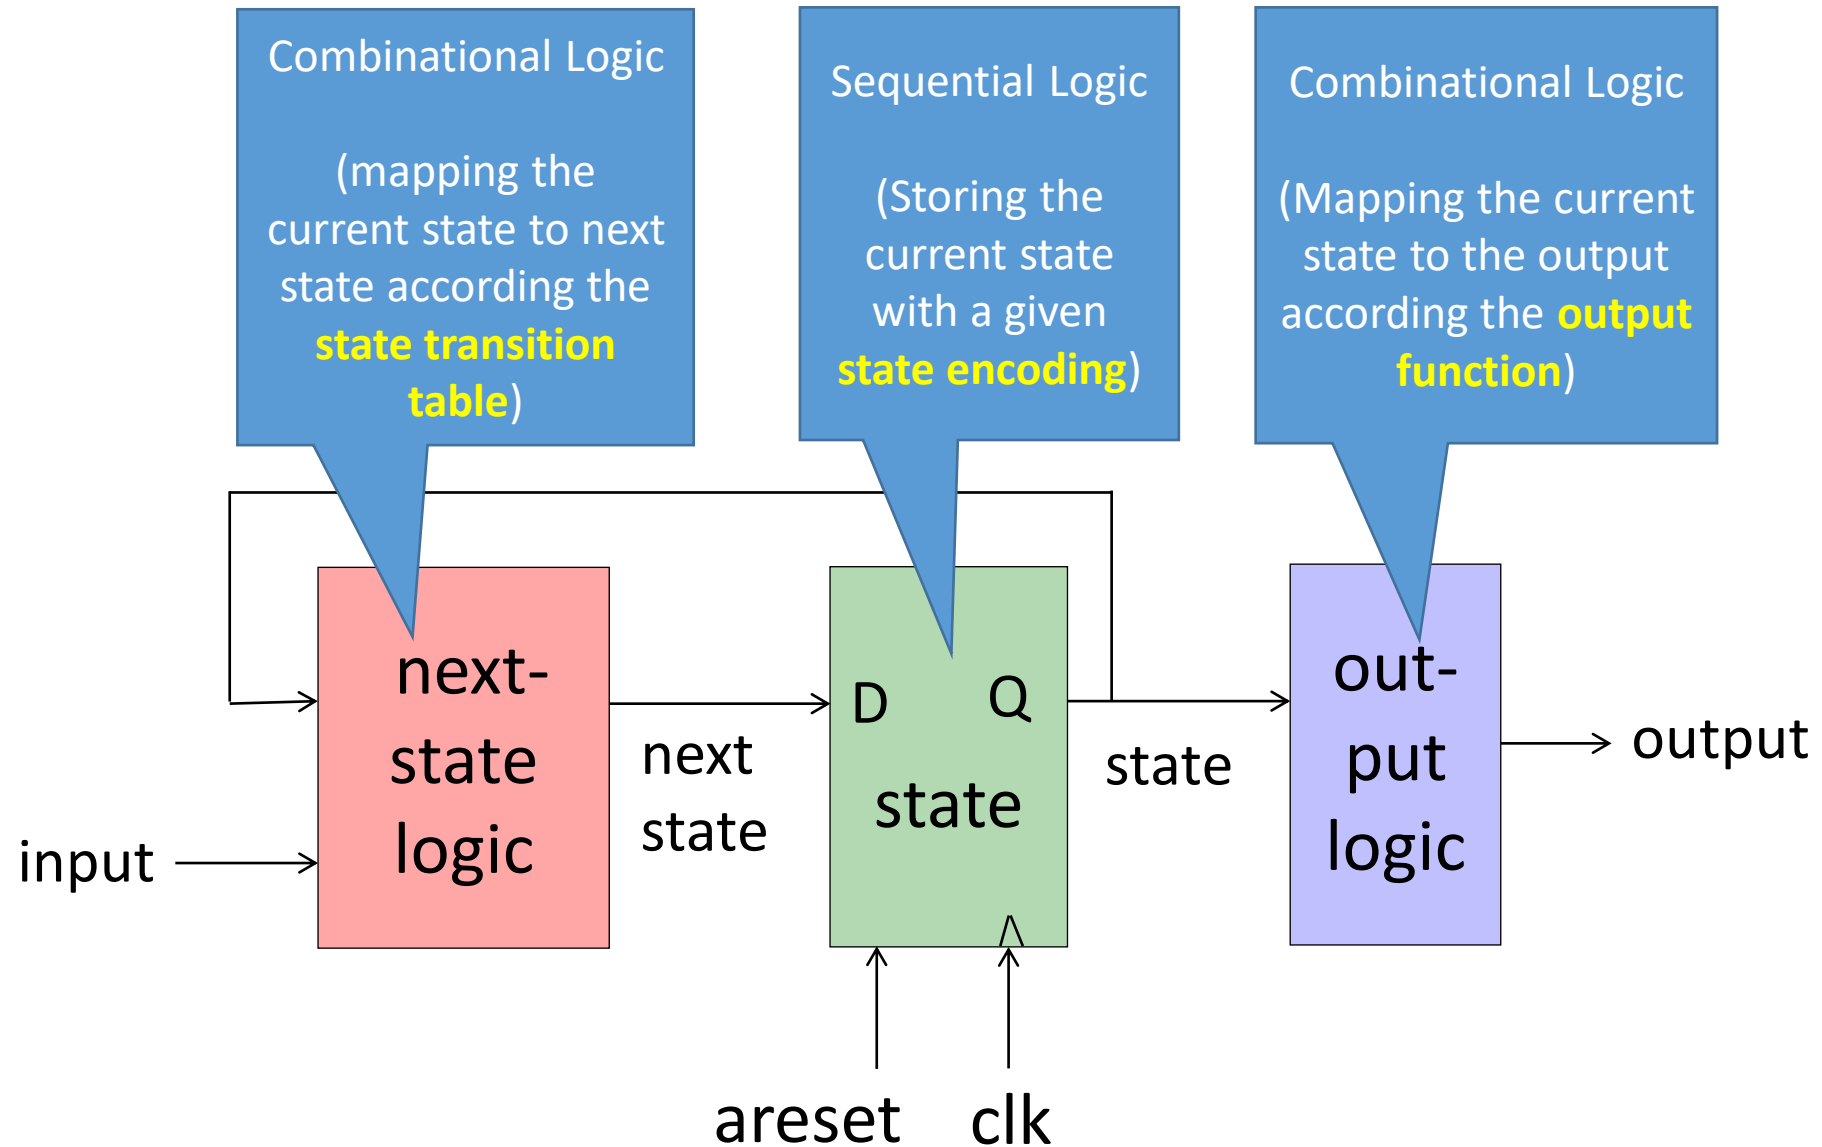 Combinational Logic
(mapping the
current state to next
state according the
state transition
table)
Sequential Logic
(Storing the
current state
with a given
state encoding)
Combinational Logic
(Mapping the current
state to the output
according the output
function)
next-
state
logic
input
next
state
D Q
state
areset
clk
state
out-
put
logic
output